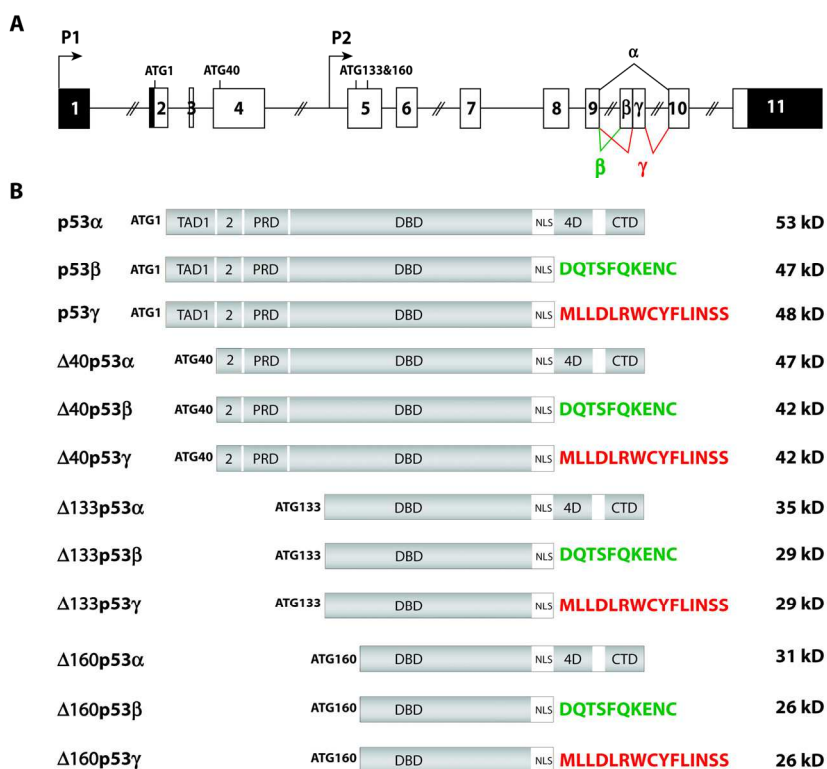 A
P1
P2
ATG1
ATG40
ATG133&160
α
1
2
3
4
5
6
7
8
9
β
γ
10
11
β
γ
B
p53α ATG1 TAD1 2 PRD DBD NLS 4D CTD 53 kD
p53β ATG1 TAD1 2 PRD DBD NLS DQTSFQKENC 47 kD
p53γ ATG1 TAD1 2 PRD DBD NLS MLLDLRWCYFLINSS 48 kD
Δ40p53α ATG40 2 PRD DBD NLS 4D CTD 47 kD
Δ40p53β ATG40 2 PRD DBD NLS DQTSFQKENC 42 kD
Δ40p53γ ATG40 2 PRD DBD NLS MLLDLRWCYFLINSS 42 kD
Δ133p53α ATG133 DBD NLS 4D CTD 35 kD
Δ133p53β ATG133 DBD NLS DQTSFQKENC 29 kD
Δ133p53γ ATG133 DBD NLS MLLDLRWCYFLINSS 29 kD
Δ160p53α ATG160 DBD NLS 4D CTD 31 kD
Δ160p53β ATG160 DBD NLS DQTSFQKENC 26 kD
Δ160p53γ ATG160 DBD NLS MLLDLRWCYFLINSS 26 kD